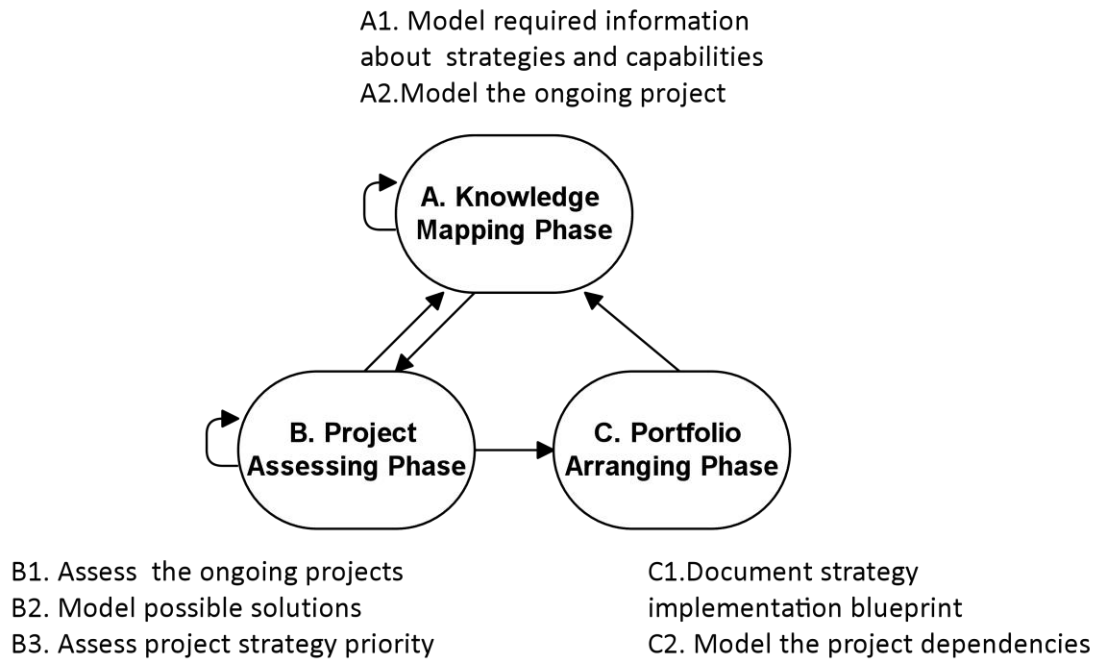 A1. Model required information
about  strategies and capabilities
A2.Model the ongoing project
A. Knowledge
Mapping Phase
B. Project
Assessing Phase
C. Portfolio
Arranging Phase
B1. Assess  the ongoing projects
B2. Model possible solutions
B3. Assess project strategy priority
C1.Document strategy
implementation blueprint
C2. Model the project dependencies